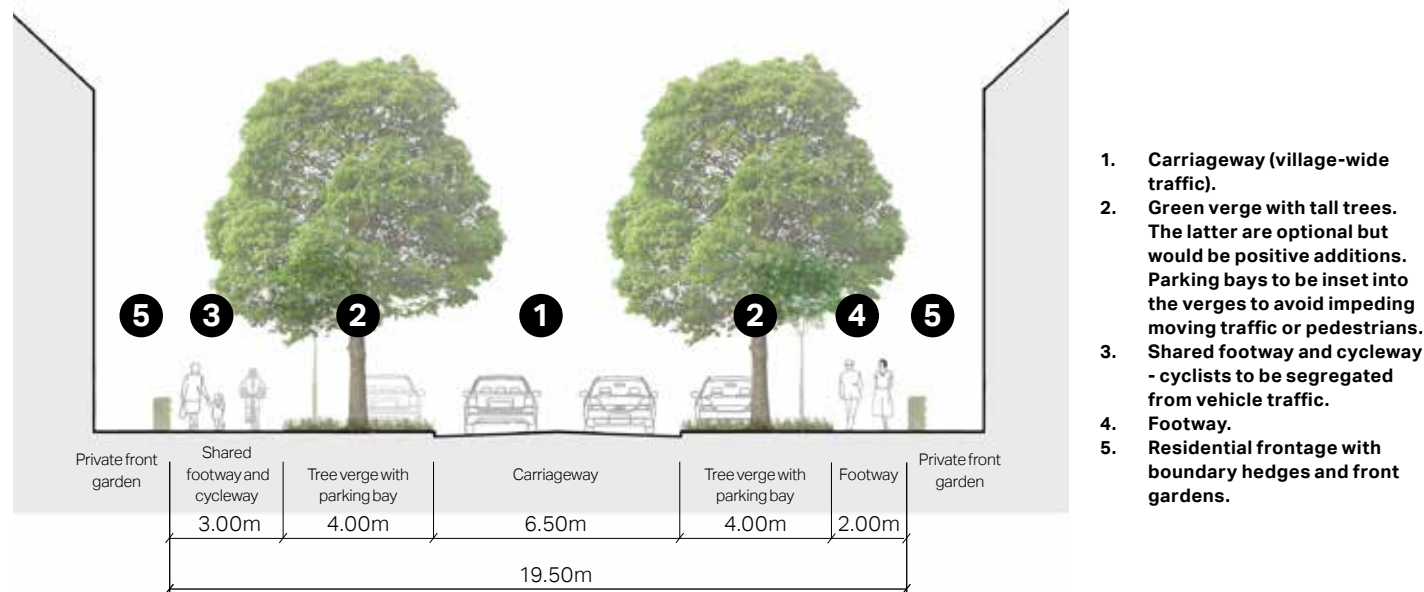 5
3
2
1
2
4
5
Private front
garden
Shared
footway and
cycleway
Tree verge with
parking bay
Carriageway
Tree verge with
parking bay
Footway
Private front
garden
3.00m
4.00m
6.50m
4.00m
2.00m
19.50m
1. Carriageway (village-wide
traffic).
2. Green verge with tall trees.
The latter are optional but
would be positive additions.
Parking bays to be inset into
the verges to avoid impeding
moving traffic or pedestrians.
3. Shared footway and cycleway
- cyclists to be segregated
from vehicle traffic.
4. Footway.
5. Residential frontage with
boundary hedges and front
gardens.